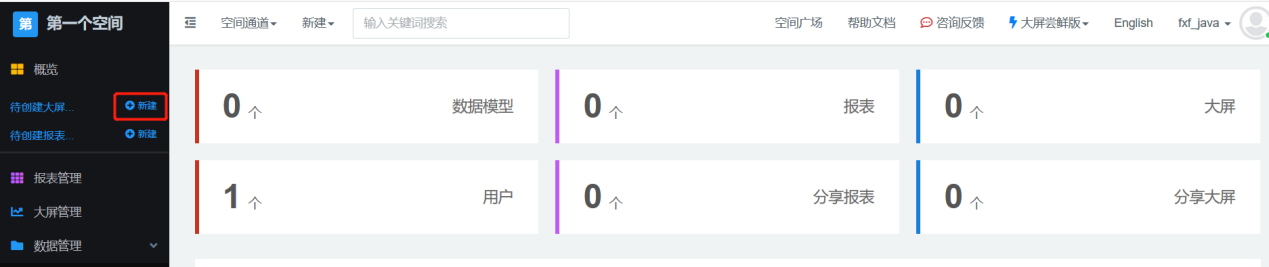 第 第一个空间
空间通道 新建 输入关键词搜索 空间广场 帮助文档 咨询反馈 大屏尝鲜版 English fxf_java
概览
待创建大屏... 新建
待创建报表... 新建
报表管理
大屏管理
数据管理
0 个 数据模型
0 个 报表
0 个 大屏
1 个 用户
0 个 分享报表
0 个 分享大屏